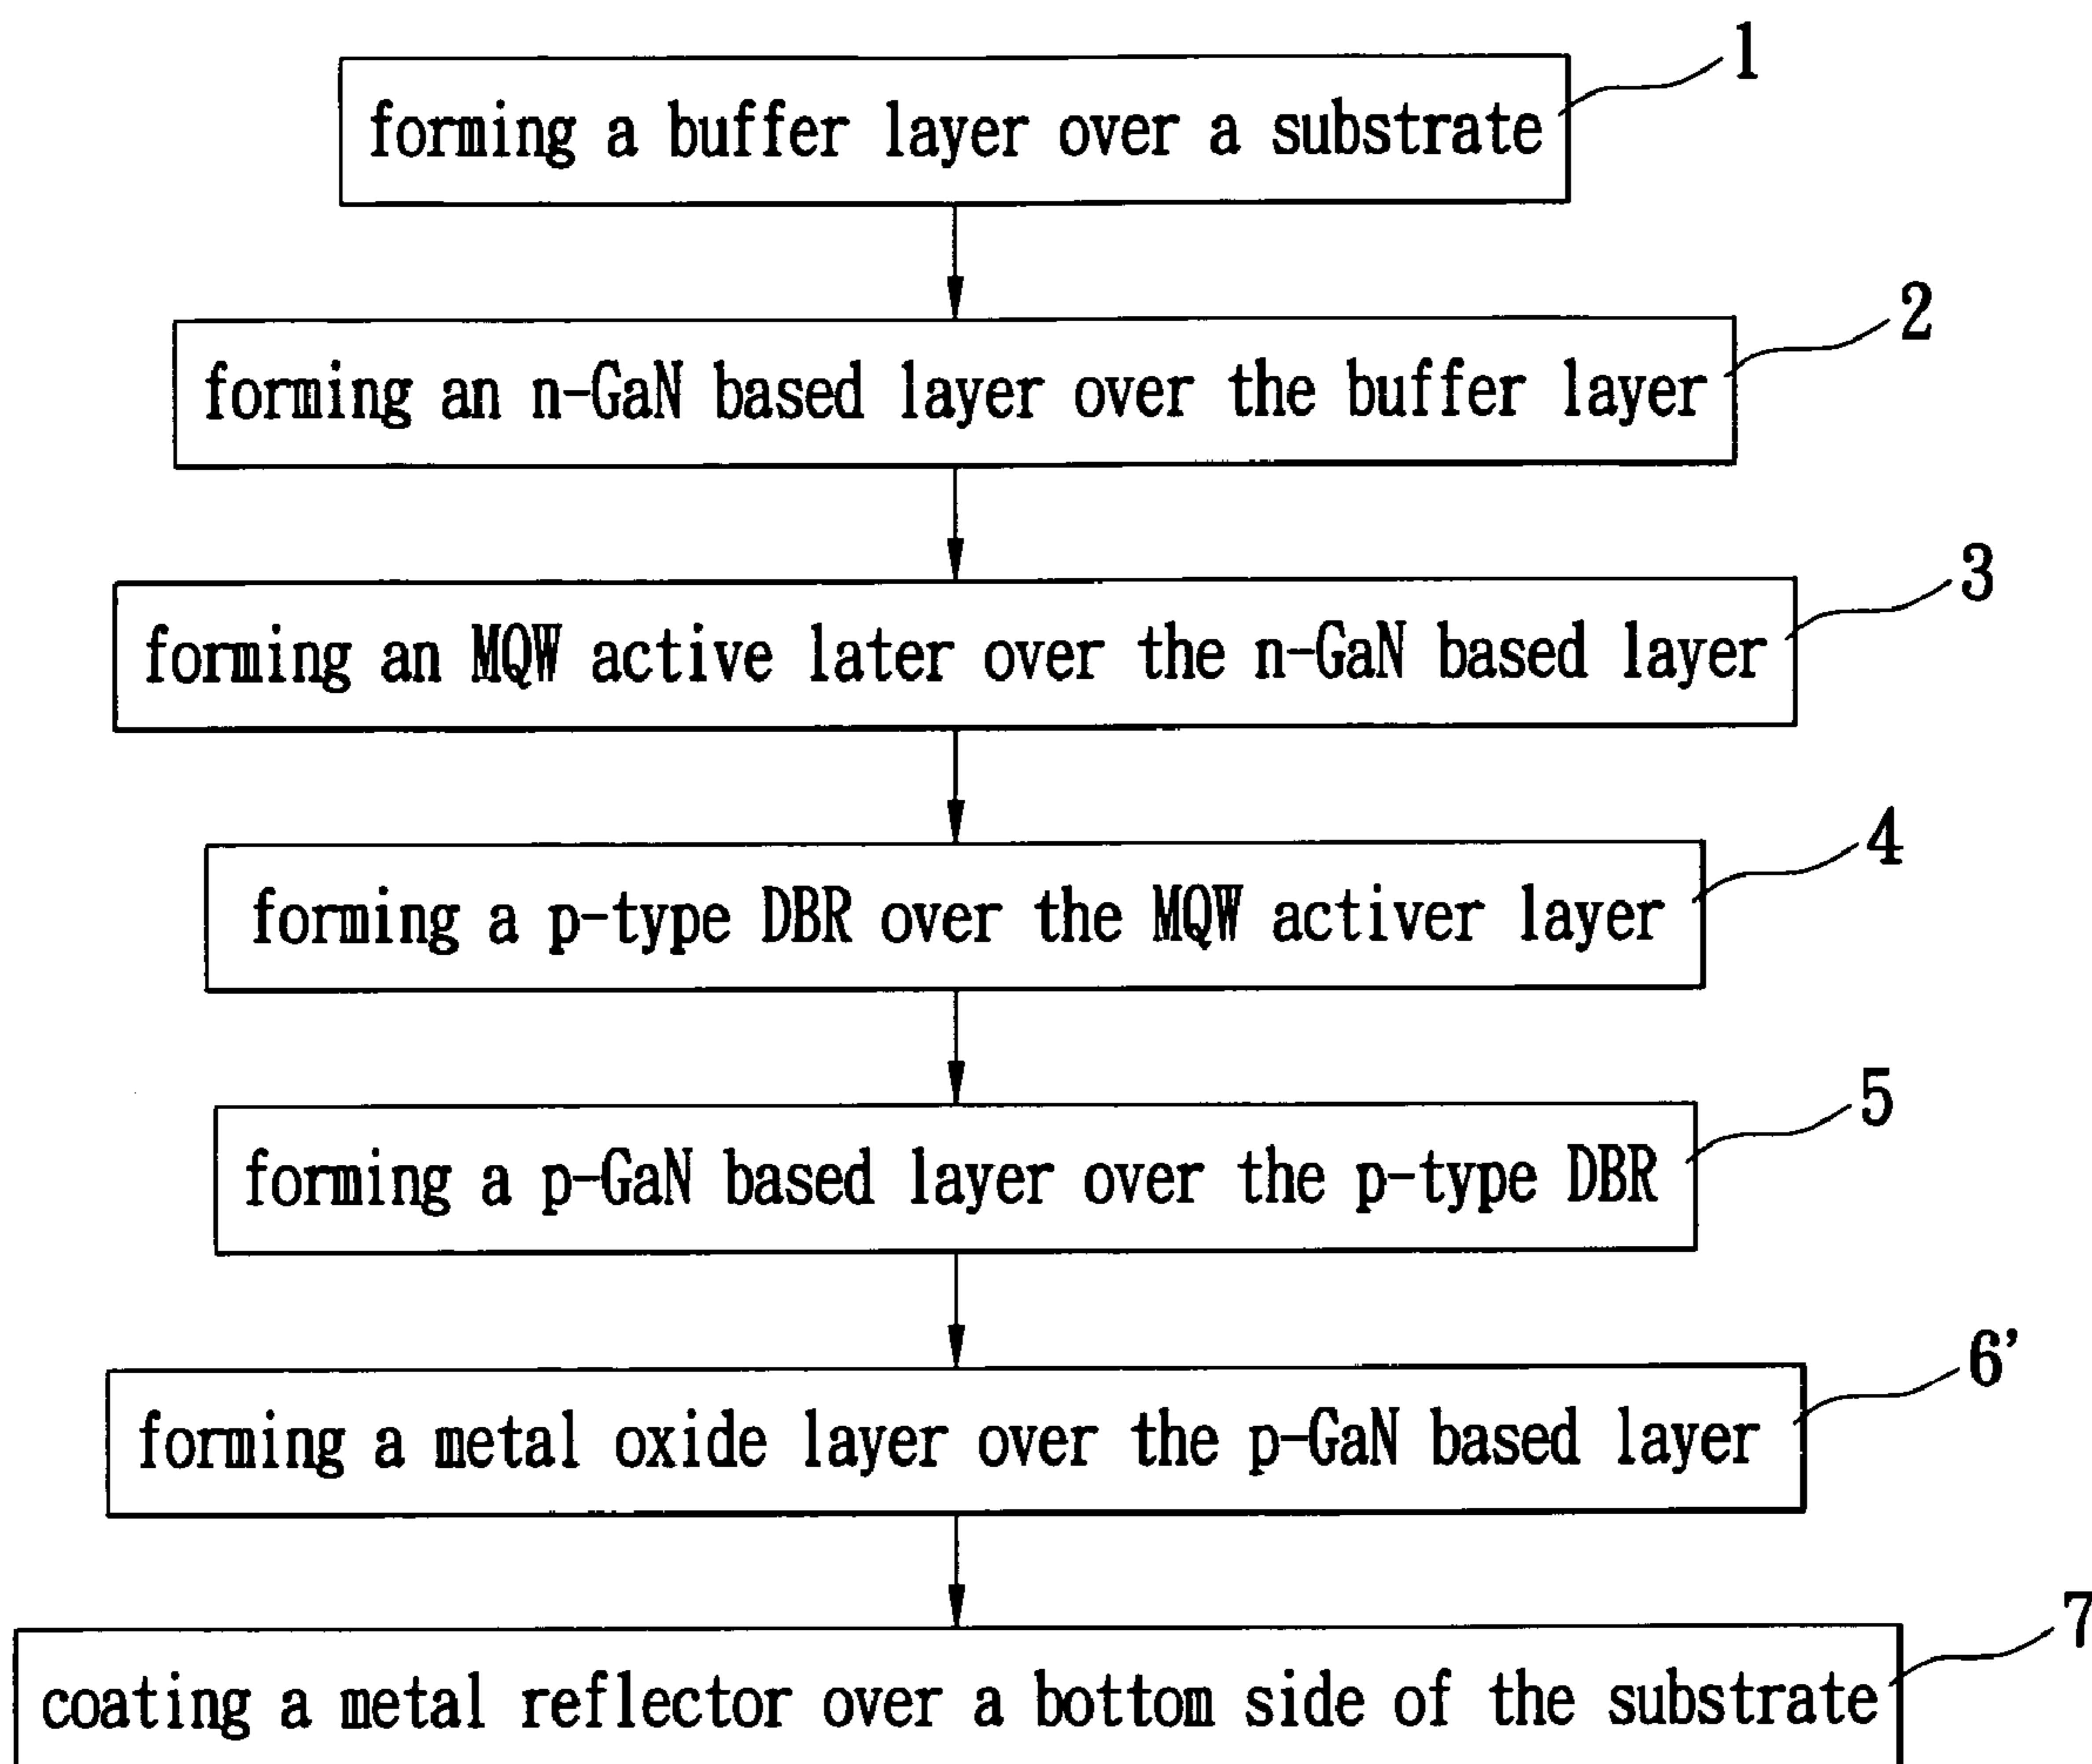 1
forming a buffer layer over a substrate
2
forming an n-GaN based layer over the buffer layer
3
forming an MQW active later over the n-GaN based layer
4
forming a p-type DBR over the MQW activer layer
5
forming a p-GaN based layer over the p-type DBR
6’
forming a metal oxide layer over the p-GaN based layer
7
coating a metal reflector over a bottom side of the substrate